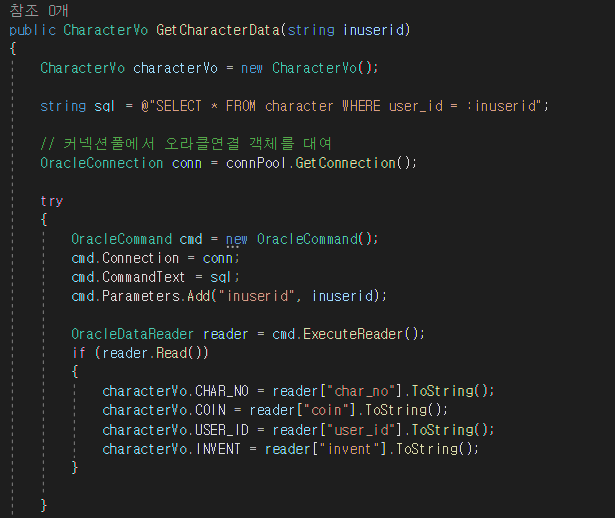 참조 0개
public CharacterVo GetCharacterData(string inuserid)
{
CharacterVo characterVo = new CharacterVo();
string sql = @"SELECT * FROM character WHERE user_id = :inuserid";
// 커넥션풀에서 오라클연결 객체를 대여
OracleConnection conn = connPool.GetConnection();
try
{
OracleCommand cmd = new OracleCommand();
cmd.Connection = conn;
cmd.CommandText = sql;
cmd.Parameters.Add("inuserid", inuserid);
OracleDataReader reader = cmd.ExecuteReader();
if (reader.Read())
{
characterVo.CHAR_NO = reader["char_no"].ToString();
characterVo.COIN = reader["coin"].ToString();
characterVo.USER_ID = reader["user_id"].ToString();
characterVo.INVENT = reader["invent"].ToString();
}
}